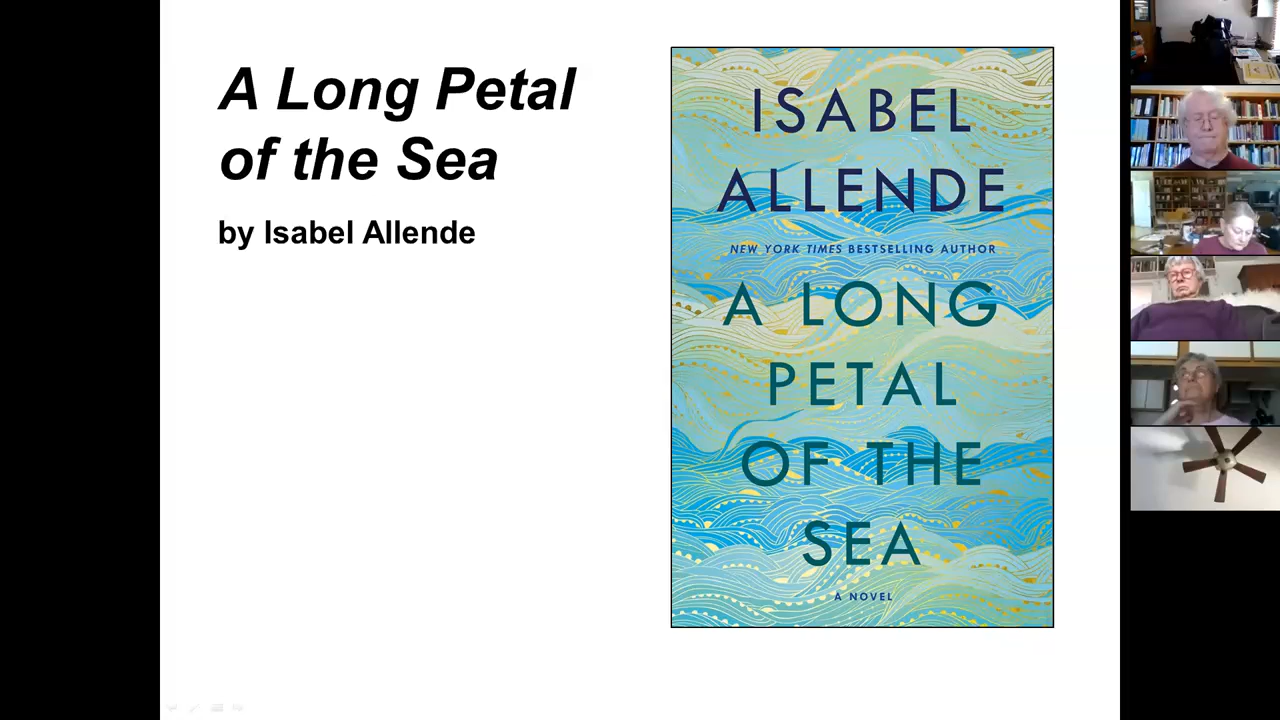 A Long Petal
of the Sea
by Isabel Allende
ISABEL
ALLENDE
NEW YORK TIMES BESTSELLING AUTHOR
A LONG
PETAL
OF THE
SEA
A NOVEL